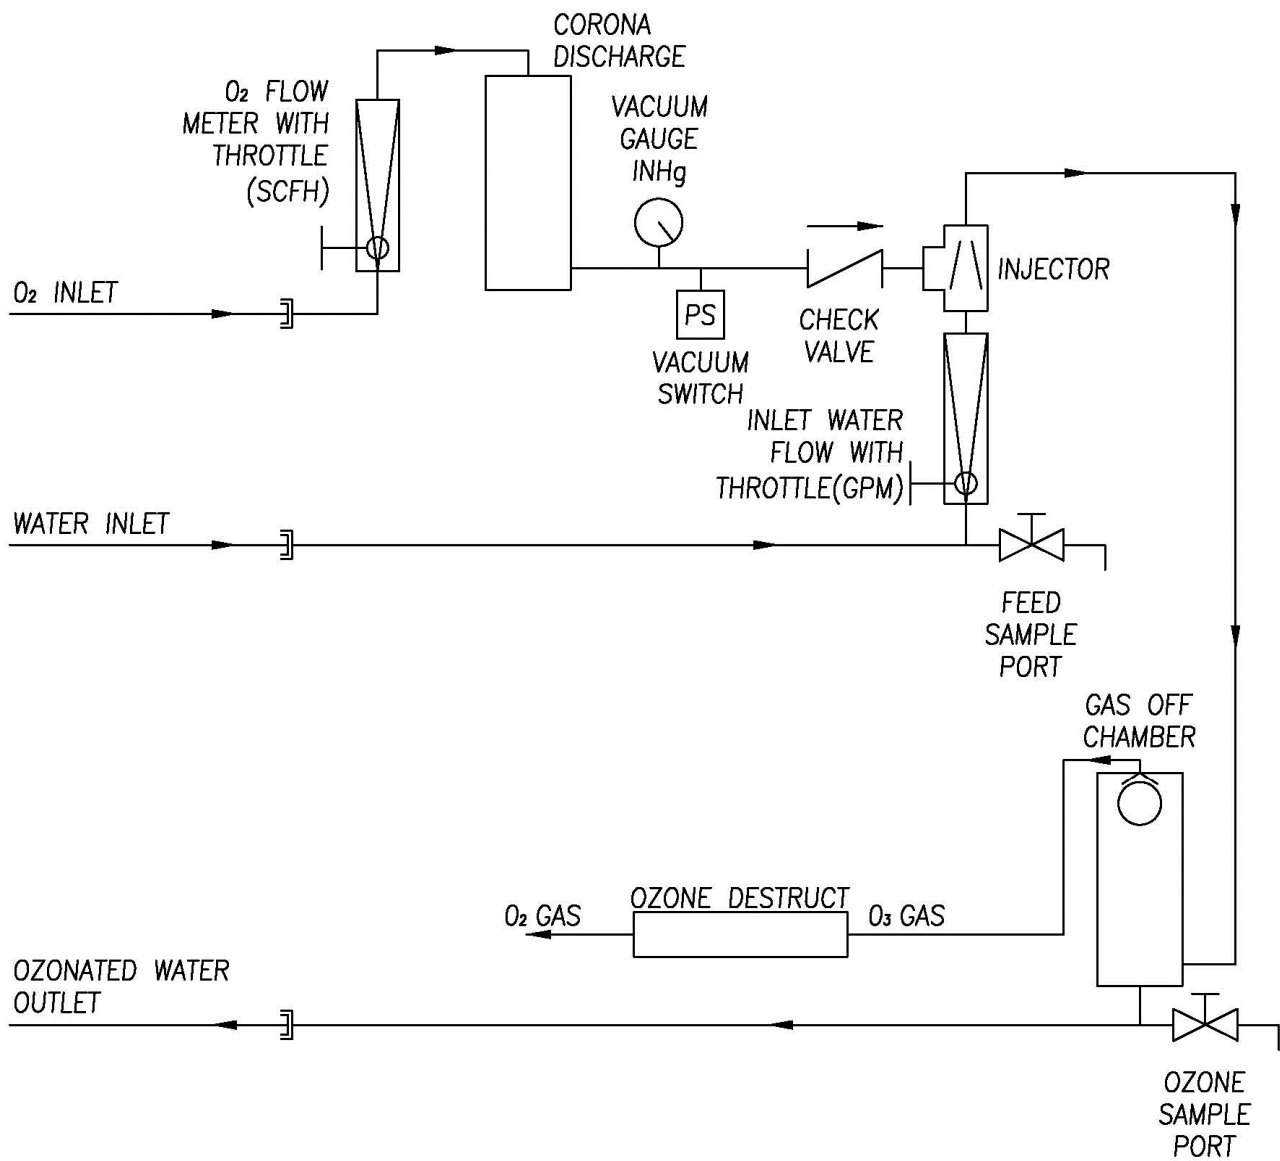 CORONA
DISCHARGE
O₂ FLOW
METER WITH
THROTTLE
(SCFH)
VACUUM
GAUGE
INHg
O₂ INLET
INJECTOR
PS
CHECK
VALVE
VACUUM
SWITCH
INLET WATER
FLOW WITH
THROTTLE(GPM)
WATER INLET
FEED
SAMPLE
PORT
GAS OFF
CHAMBER
OZONE DESTRUCT
O₂ GAS
O₃ GAS
OZONATED WATER
OUTLET
OZONE
SAMPLE
PORT